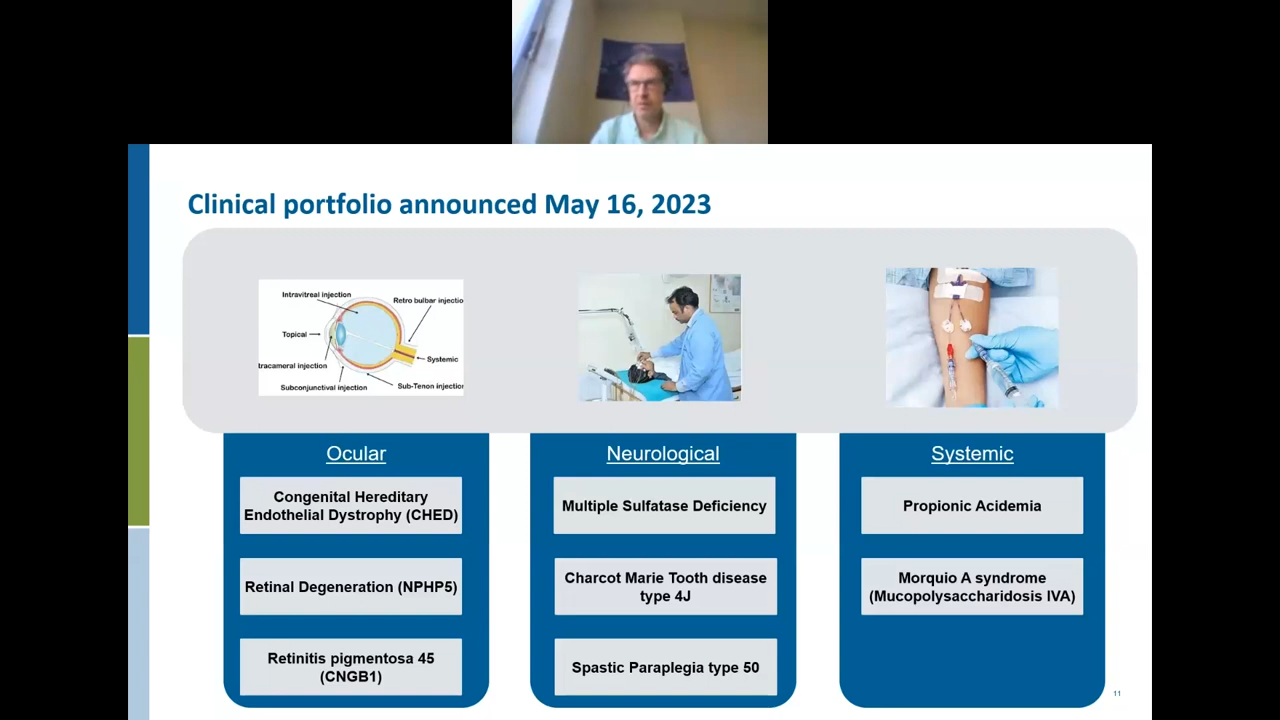 Clinical portfolio announced May 16, 2023
Intravitreal injection
Retro bulbar injectio
Topical
Systemic
tracameral injection
Subconjunctival injection
Sub-Tenon injection
Ocular
Congenital Hereditary
Endothelial Dystrophy (CHED)
Retinal Degeneration (NPHP5)
Retinitis pigmentosa 45
(CNGB1)
Neurological
Multiple Sulfatase Deficiency
Charcot Marie Tooth disease
type 4J
Spastic Paraplegia type 50
Systemic
Propionic Acidemia
Morquio A syndrome
(Mucopolysaccharidosis IVA)
11